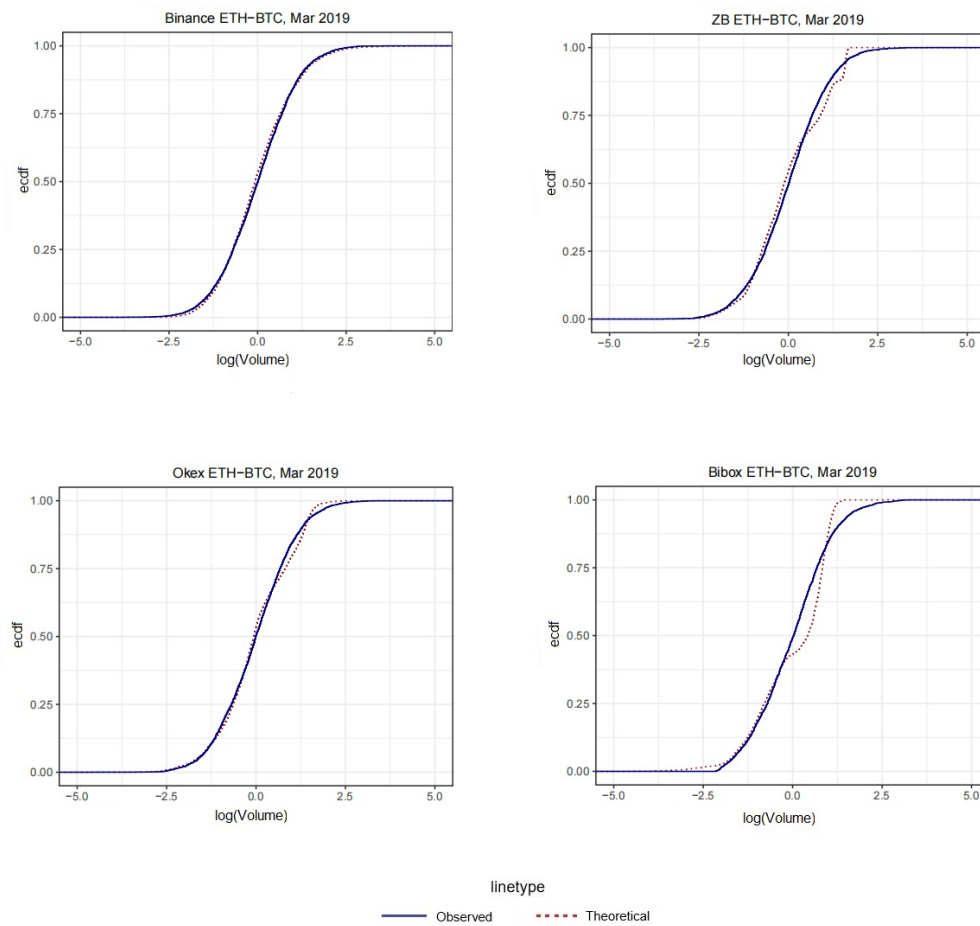 Binance ETH−BTC, Mar 2019
1.00
0.75
0.50
0.25
0.00
ecdf
−5.0 −2.5 0.0 2.5 5.0
log(Volume)
ZB ETH−BTC, Mar 2019
1.00
0.75
0.50
0.25
0.00
ecdf
−5.0 −2.5 0.0 2.5 5.0
log(Volume)
Okex ETH−BTC, Mar 2019
1.00
0.75
0.50
0.25
0.00
ecdf
−5.0 −2.5 0.0 2.5 5.0
log(Volume)
Bibox ETH−BTC, Mar 2019
1.00
0.75
0.50
0.25
0.00
ecdf
−5.0 −2.5 0.0 2.5 5.0
log(Volume)
linetype
Observed Theoretical